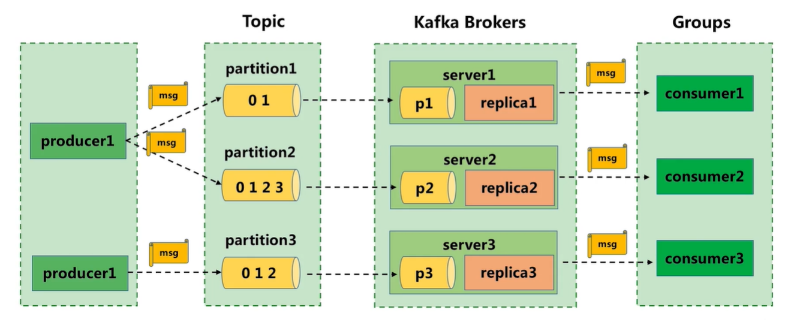 Topic
Kafka Brokers
Groups
partition1
server1
msg
msg
0 1
p1
replica1
consumer1
producer1
msg
partition2
server2
msg
0 1 2 3
p2
replica2
consumer2
partition3
server3
msg
msg
producer1
0 1 2
p3
replica3
consumer3